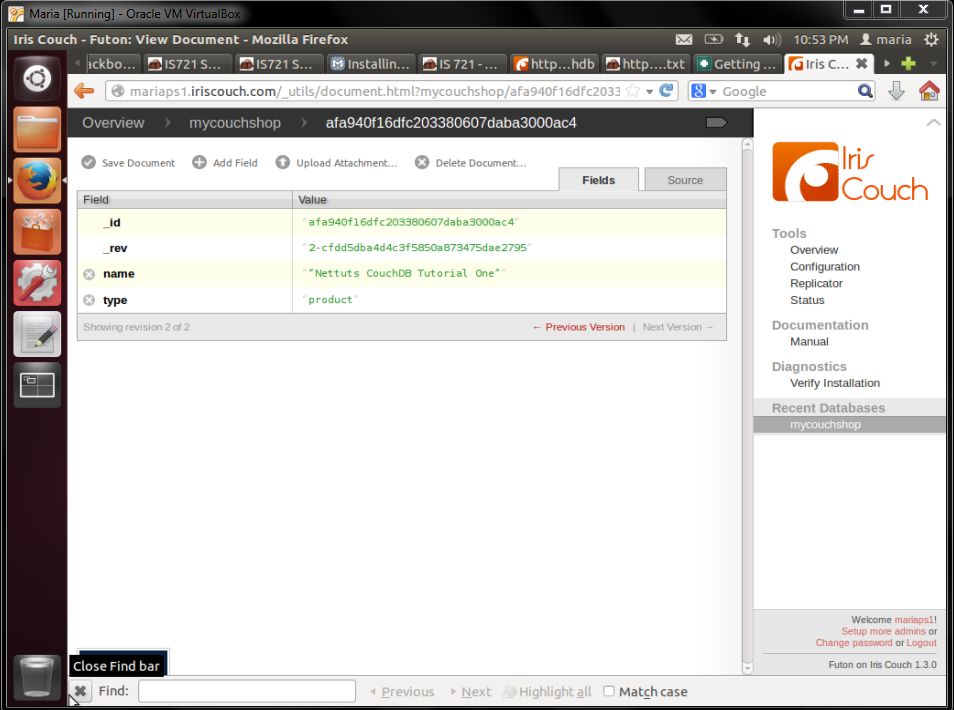 Maria [Running] - Oracle VM VirtualBox
Iris Couch - Futon: View Document - Mozilla Firefox
10:53 PM maria
ackbo... IS721 S... IS721 S... Installin... IS 721 - ... http...hdb http....txt Getting ... Iris C...
mariaps1.iriscouch.com/_utils/document.html?mycouchshop/afa940f16dfc203 Google
Overview mycouchshop afa940f16dfc203380607daba3000ac4
Save Document Add Field Upload Attachment... Delete Document...
Fields Source
Field Value
_id "afa940f16dfc203380607daba3000ac4"
_rev "2-cfdd5dba4d4c3f5850a873475dae2795"
name ""Nettuts CouchDB Tutorial One""
type "product"
Showing revision 2 of 2 ← Previous Version | Next Version →
Iris
Couch
Tools
Overview
Configuration
Replicator
Status
Documentation
Manual
Diagnostics
Verify Installation
Recent Databases
mycouchshop
Welcome mariaps1!
Setup more admins or
Change password or Logout
Futon on Iris Couch 1.3.0
Close Find bar
Find: Previous Next Highlight all Match case